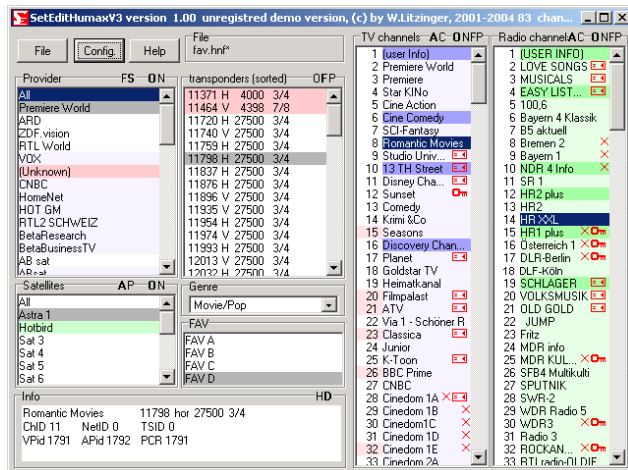 SetEditHumaxV3 version 1.00 unregistred demo version, (c) by W.Litzinger, 2001-2004 83 chan...
File
Config.
Help
File
fav.hnf*
Provider FS ON
All
Premiere World
ARD
ZDF.vision
RTL World
VOX
(Unknown)
CNBC
HomeNet
HOT GM
RTL2 SCHWEIZ
BetaResearch
BetaBusinessTV
AB sat
ABsat
transponders (sorted) OFP
11371 H 4000 3/4
11464 V 4398 7/8
11720 H 27500 3/4
11740 V 27500 3/4
11759 H 27500 3/4
11798 H 27500 3/4
11837 H 27500 3/4
11876 H 27500 3/4
11896 V 27500 3/4
11935 V 27500 3/4
11954 H 27500 3/4
11974 V 27500 3/4
11993 H 27500 3/4
12013 V 27500 3/4
12032 H 27500 3/4
Satellites AP ON
All
Astra 1
Hotbird
Sat 3
Sat 4
Sat 5
Sat 6
Genre
Movie/Pop
FAV
FAV A
FAV B
FAV C
FAV D
Info HD
Romantic Movies 11798 hor 27500 3/4
ChID 11 NetID 0 TSID 0
VPid 1791 APid 1792 PCR 1791
TV channels AC ONFP
1 (user Info)
2 Premiere World
3 Premiere
4 Star KINo
5 Cine Action
6 Cine Comedy
7 SCI-Fantasy
8 Romantic Movies
9 Studio Univ...
10 13 TH Street
11 Disney Cha...
12 Sunset
13 Comedy
14 Krimi &Co
15 Seasons
16 Discovery Chan...
17 Planet
18 Goldstar TV
19 Heimatkanal
20 Filmpalast
21 ATV
22 Via 1 - Schöner R
23 Classica
24 Junior
25 K-Toon
26 BBC Prime
27 CNBC
28 Cinedom 1A
29 Cinedom 1B
30 Cinedom1C
31 Cinedom 1D
32 Cinedom 1E
33 Cinedom 2A
Radio channels AC ONFP
1 (USER INFO)
2 LOVE SONGS
3 MUSICALS
4 EASY LIST...
5 100,6
6 Bayern 4 Klassik
7 B5 aktuell
8 Bremen 2
9 Bayern 1
10 NDR 4 Info
11 SR 1
12 HR2 plus
13 HR2
14 HR XXL
15 HR1 plus
16 Österreich 1
17 DLR-Berlin
18 DLF-Köln
19 SCHLAGER
20 VOLKSMUSIK
21 OLD GOLD
22 JUMP
23 Fritz
24 MDR info
25 MDR KUL...
26 SFB4 Multikulti
27 SPUTNIK
28 SWR-2
29 WDR Radio 5
30 WDR3
31 Radio 3
32 ROCKAN...
33 RTLradio-OLDIE